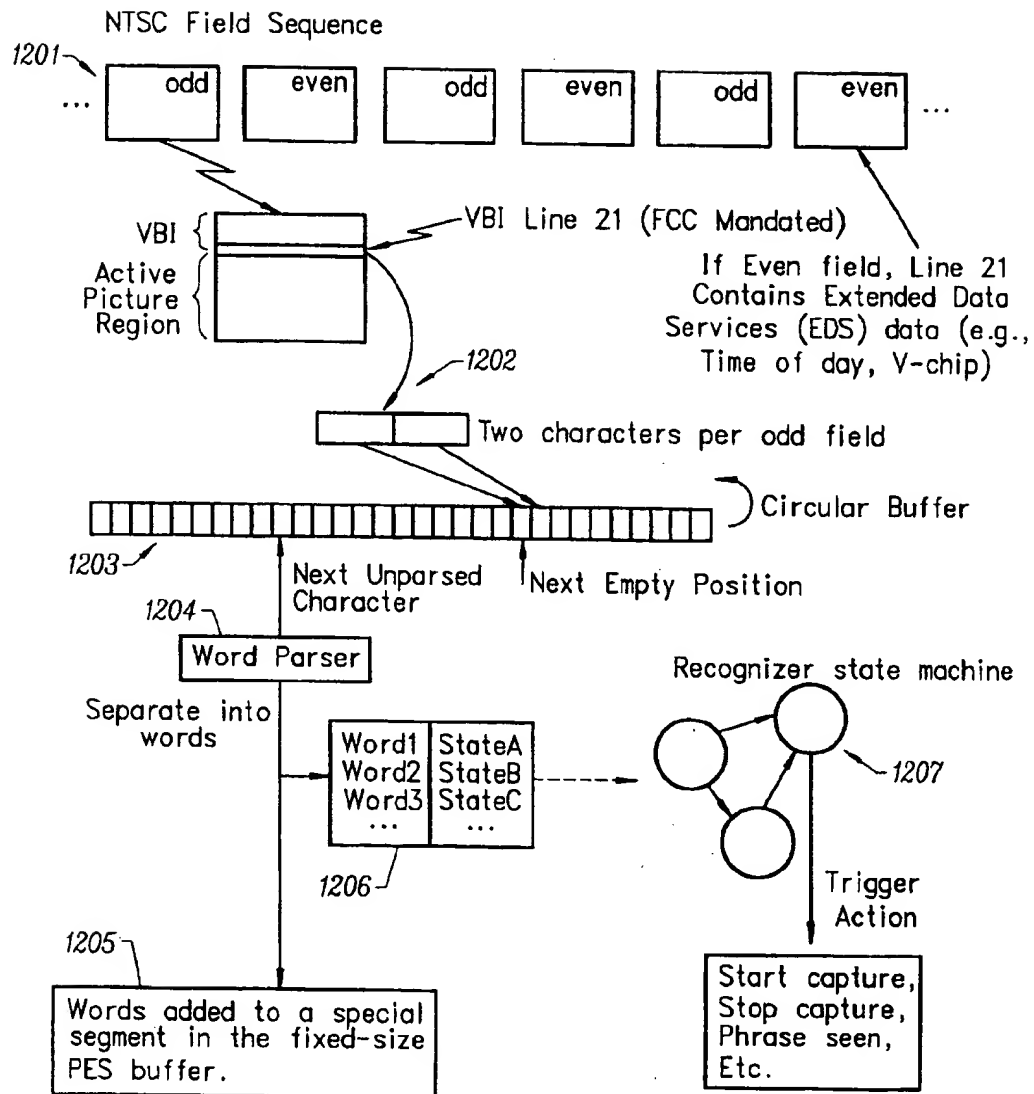 NTSC Field Sequence
1201
...
odd
even
odd
even
odd
even
...
VBI
VBI Line 21 (FCC Mandated)
Active
Picture
Region
If Even field, Line 21
Contains Extended Data
Services (EDS) data (e.g.,
Time of day, V-chip)
1202
Two characters per odd field
Circular Buffer
1203
Next Unparsed
Character
Next Empty Position
1204
Word Parser
Separate into
words
Recognizer state machine
Word1 StateA
Word2 StateB
Word3 StateC
... ...
1206
1207
Trigger
Action
1205
Words added to a special
segment in the fixed-size
PES buffer.
Start capture,
Stop capture,
Phrase seen,
Etc.